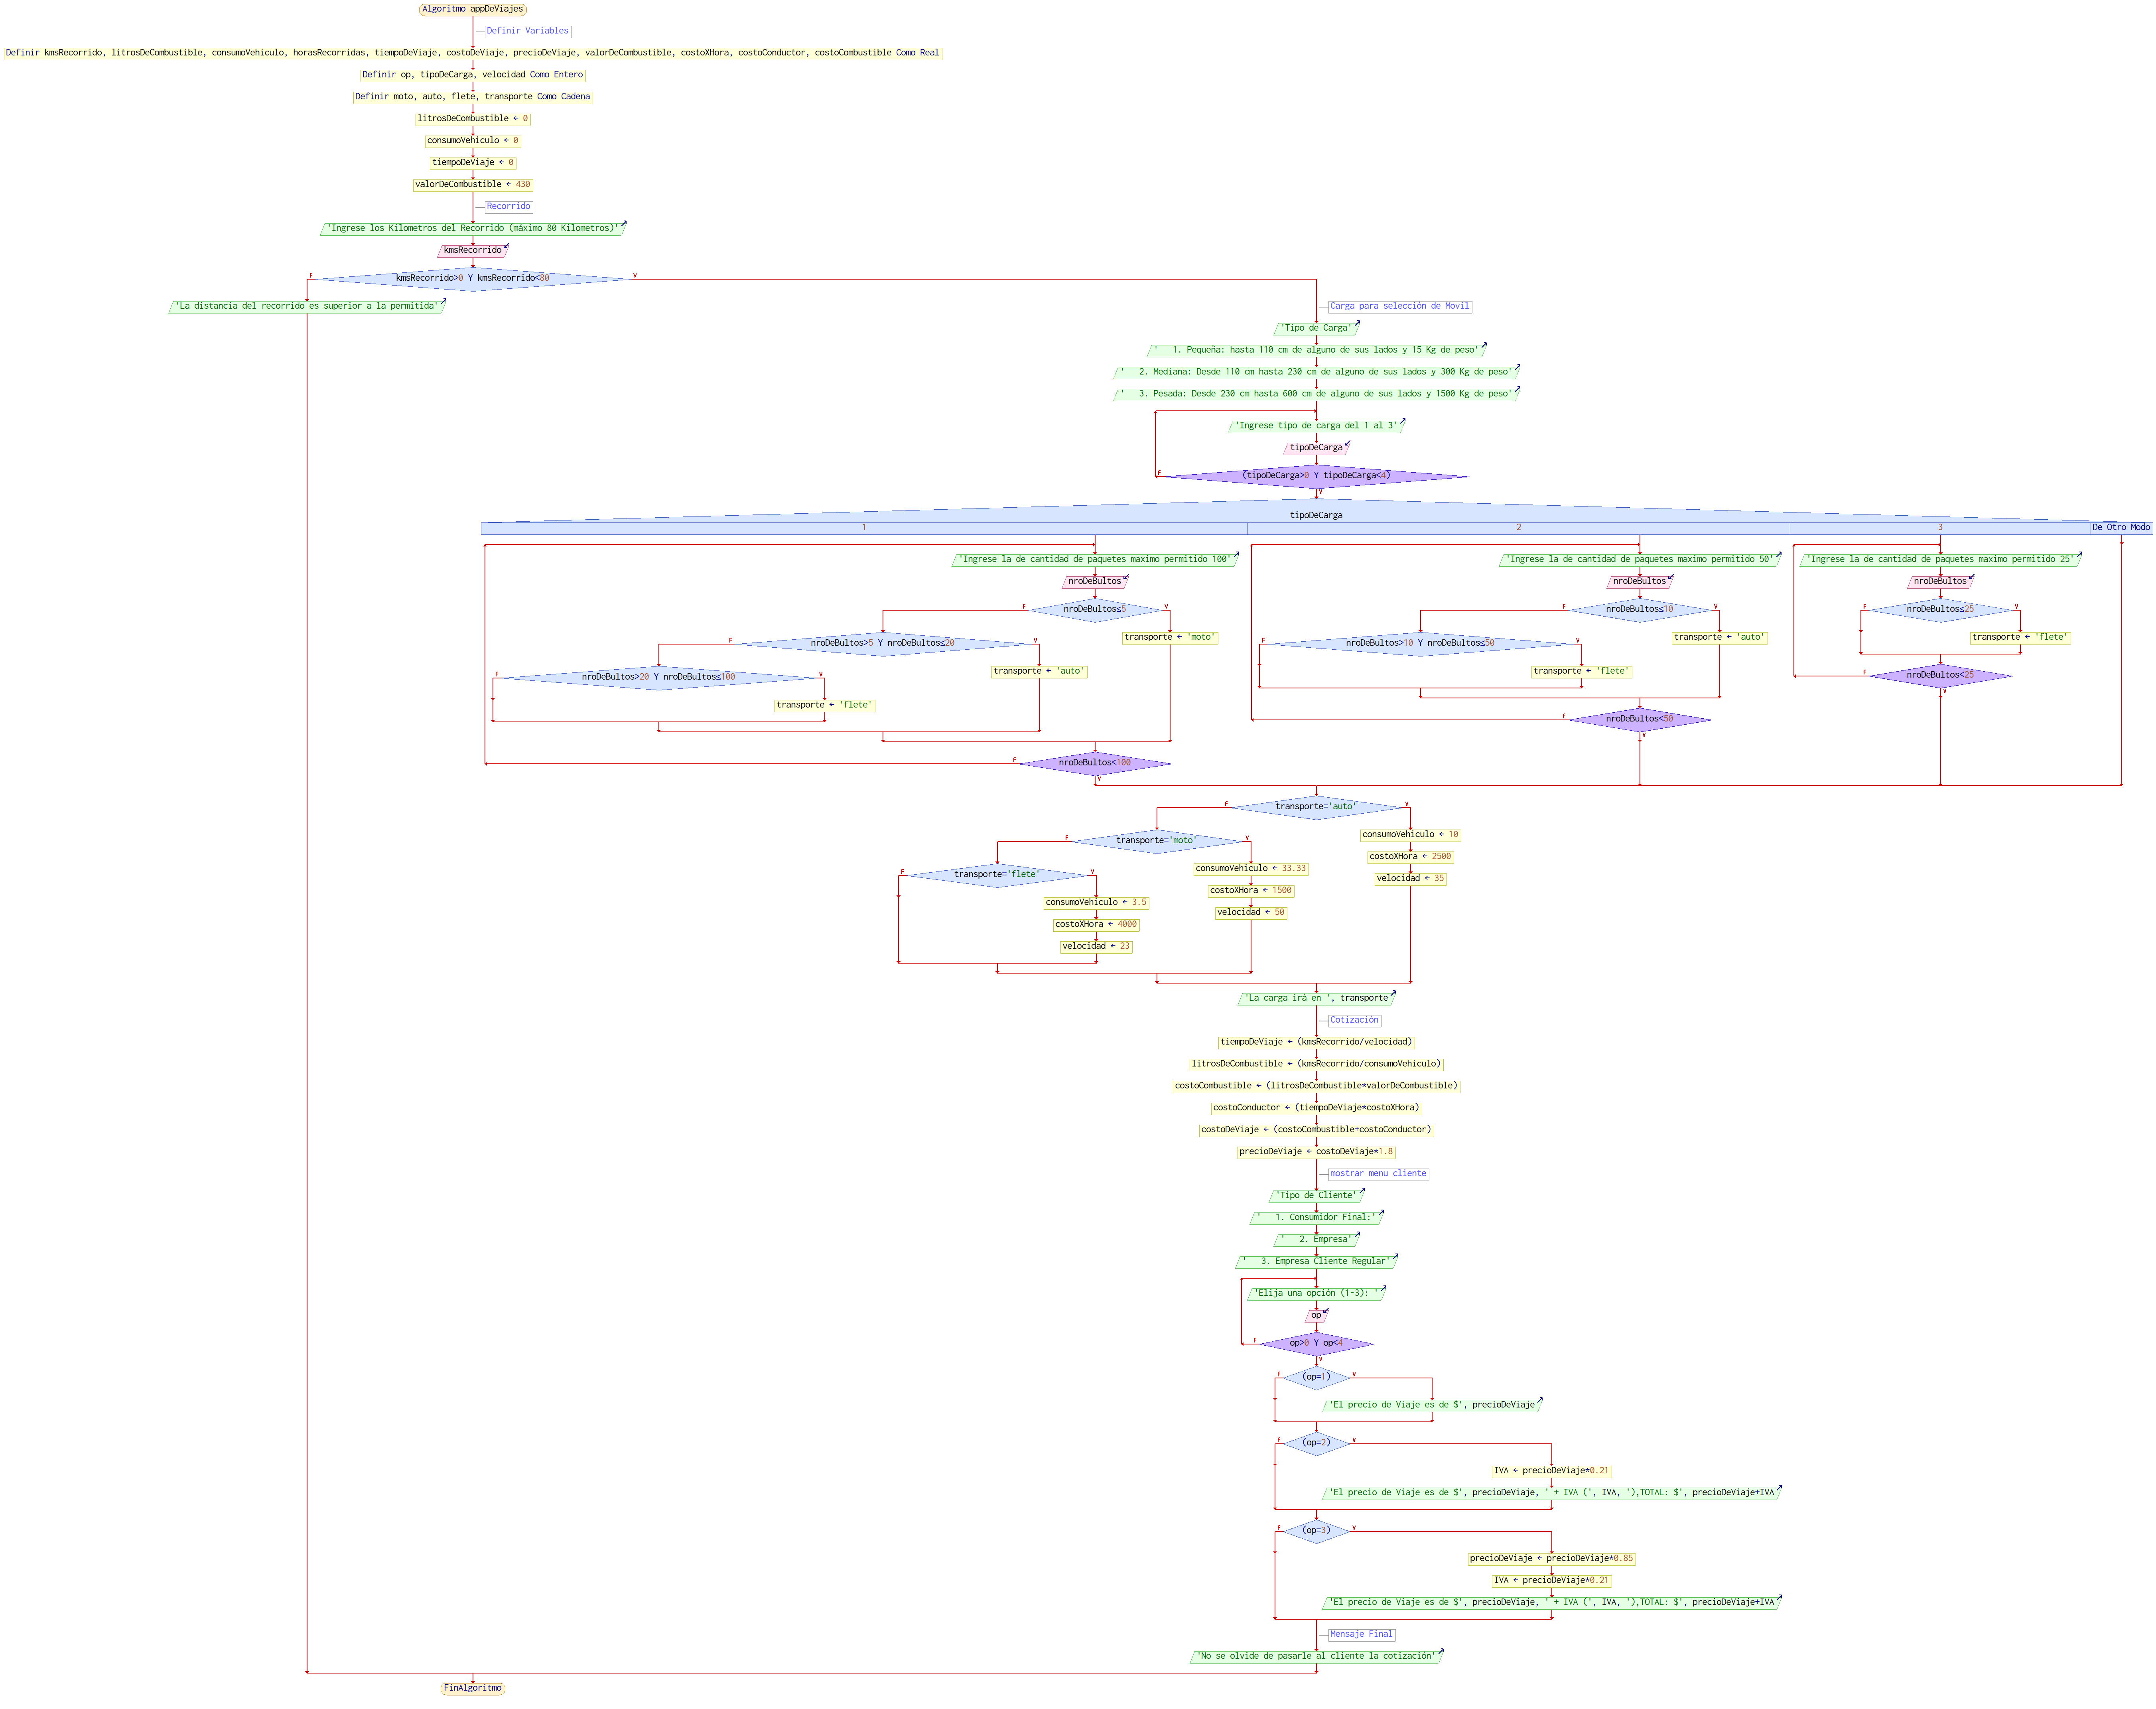 Algoritmo appDeViajes
Definir Variables
Definir kmsRecorrido, litrosDeCombustible, consumoVehiculo, horasRecorridas, tiempoDeViaje, costoDeViaje, precioDeViaje, valorDeCombustible, costoXHora, costoConductor, costoCombustible Como Real
Definir op, tipoDeCarga, velocidad Como Entero
Definir moto, auto, flete, transporte Como Cadena
litrosDeCombustible ← 0
consumoVehiculo ← 0
tiempoDeViaje ← 0
valorDeCombustible ← 430
Recorrido
'Ingrese los Kilometros del Recorrido (máximo 80 Kilometros)'
kmsRecorrido
F kmsRecorrido>0 Y kmsRecorrido<80 V
'La distancia del recorrido es superior a la permitida'
Carga para selección de Movil
'Tipo de Carga'
'   1. Pequeña: hasta 110 cm de alguno de sus lados y 15 Kg de peso'
'   2. Mediana: Desde 110 cm hasta 230 cm de alguno de sus lados y 300 Kg de peso'
'   3. Pesada: Desde 230 cm hasta 600 cm de alguno de sus lados y 1500 Kg de peso'
'Ingrese tipo de carga del 1 al 3'
tipoDeCarga
F (tipoDeCarga>0 Y tipoDeCarga<4)
V
tipoDeCarga
1 2 3 De Otro Modo
'Ingrese la de cantidad de paquetes maximo permitido 100' 'Ingrese la de cantidad de paquetes maximo permitido 50' 'Ingrese la de cantidad de paquetes maximo permitido 25'
nroDeBultos nroDeBultos nroDeBultos
F nroDeBultos≤5 V F nroDeBultos≤10 V F nroDeBultos≤25 V
F nroDeBultos>5 Y nroDeBultos≤20 V transporte ← 'moto' F nroDeBultos>10 Y nroDeBultos≤50 V transporte ← 'auto' transporte ← 'flete'
F nroDeBultos>20 Y nroDeBultos≤100 V transporte ← 'auto' transporte ← 'flete' F nroDeBultos<25
V
transporte ← 'flete'
F nroDeBultos<50
V
F nroDeBultos<100
V
F transporte='auto' V
F transporte='moto' V consumoVehiculo ← 10
costoXHora ← 2500
F transporte='flete' V consumoVehiculo ← 33.33 velocidad ← 35
costoXHora ← 1500
consumoVehiculo ← 3.5 velocidad ← 50
costoXHora ← 4000
velocidad ← 23
'La carga irá en ', transporte
Cotización
tiempoDeViaje ← (kmsRecorrido/velocidad)
litrosDeCombustible ← (kmsRecorrido/consumoVehiculo)
costoCombustible ← (litrosDeCombustible*valorDeCombustible)
costoConductor ← (tiempoDeViaje*costoXHora)
costoDeViaje ← (costoCombustible+costoConductor)
precioDeViaje ← costoDeViaje*1.8
mostrar menu cliente
'Tipo de Cliente'
'   1. Consumidor Final:'
'   2. Empresa'
'   3. Empresa Cliente Regular'
'Elija una opción (1-3): '
op
F op>0 Y op<4
V
F (op=1) V
'El precio de Viaje es de $', precioDeViaje
F (op=2) V
IVA ← precioDeViaje*0.21
'El precio de Viaje es de $', precioDeViaje, ' + IVA (', IVA, '),TOTAL: $', precioDeViaje+IVA
F (op=3) V
precioDeViaje ← precioDeViaje*0.85
IVA ← precioDeViaje*0.21
'El precio de Viaje es de $', precioDeViaje, ' + IVA (', IVA, '),TOTAL: $', precioDeViaje+IVA
Mensaje Final
'No se olvide de pasarle al cliente la cotización'
FinAlgoritmo